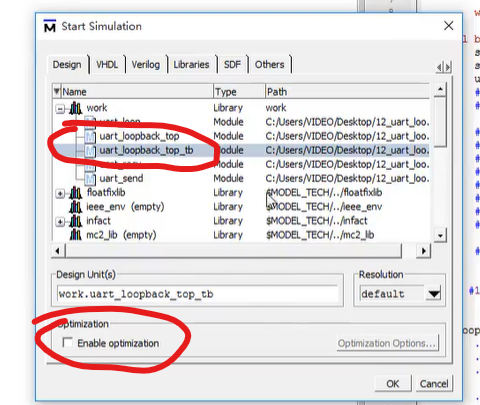 Start Simulation
Design VHDL Verilog Libraries SDF Others
Name Type Path
work Library work
uart_loop Module C:/Users/VIDEO/Desktop/12_uart_loo...
uart_loopback_top Module C:/Users/VIDEO/Desktop/12_uart_loo...
uart_loopback_top_tb Module C:/Users/VIDEO/Desktop/12_uart_loo...
Module C:/Users/VIDEO/Desktop/12_uart_loo...
uart_send Module C:/Users/VIDEO/Desktop/12_uart_loo...
floatfixlib Library $MODEL_TECH/../floatfixlib
ieee_env (empty) Library $MODEL_TECH/../ieee_env
infact Library $MODEL_TECH/../infact
mc2_lib (empty) Library $MODEL_TECH/../mc2_lib
Design Unit(s) Resolution
work.uart_loopback_top_tb default
Optimization
Enable optimization Optimization Options...
OK Cancel